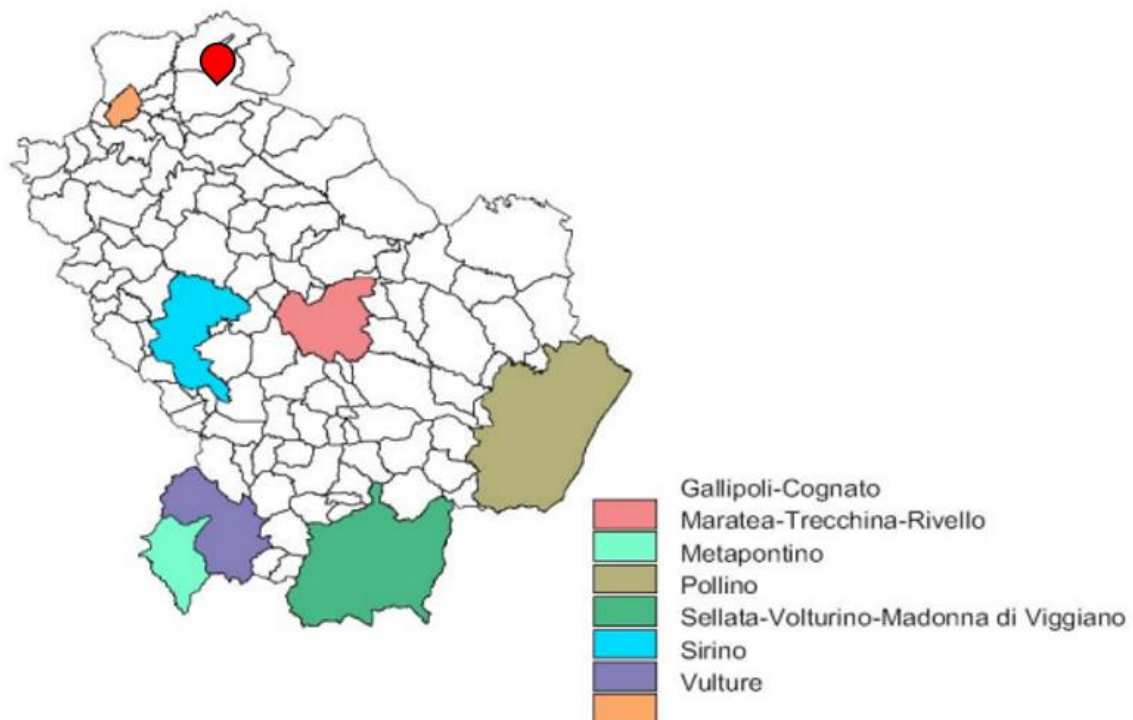 Gallipoli-Cognato
Maratea-Trecchina-Rivello
Metapontino
Pollino
Sellata-Volturino-Madonna di Viggiano
Sirino
Vulture